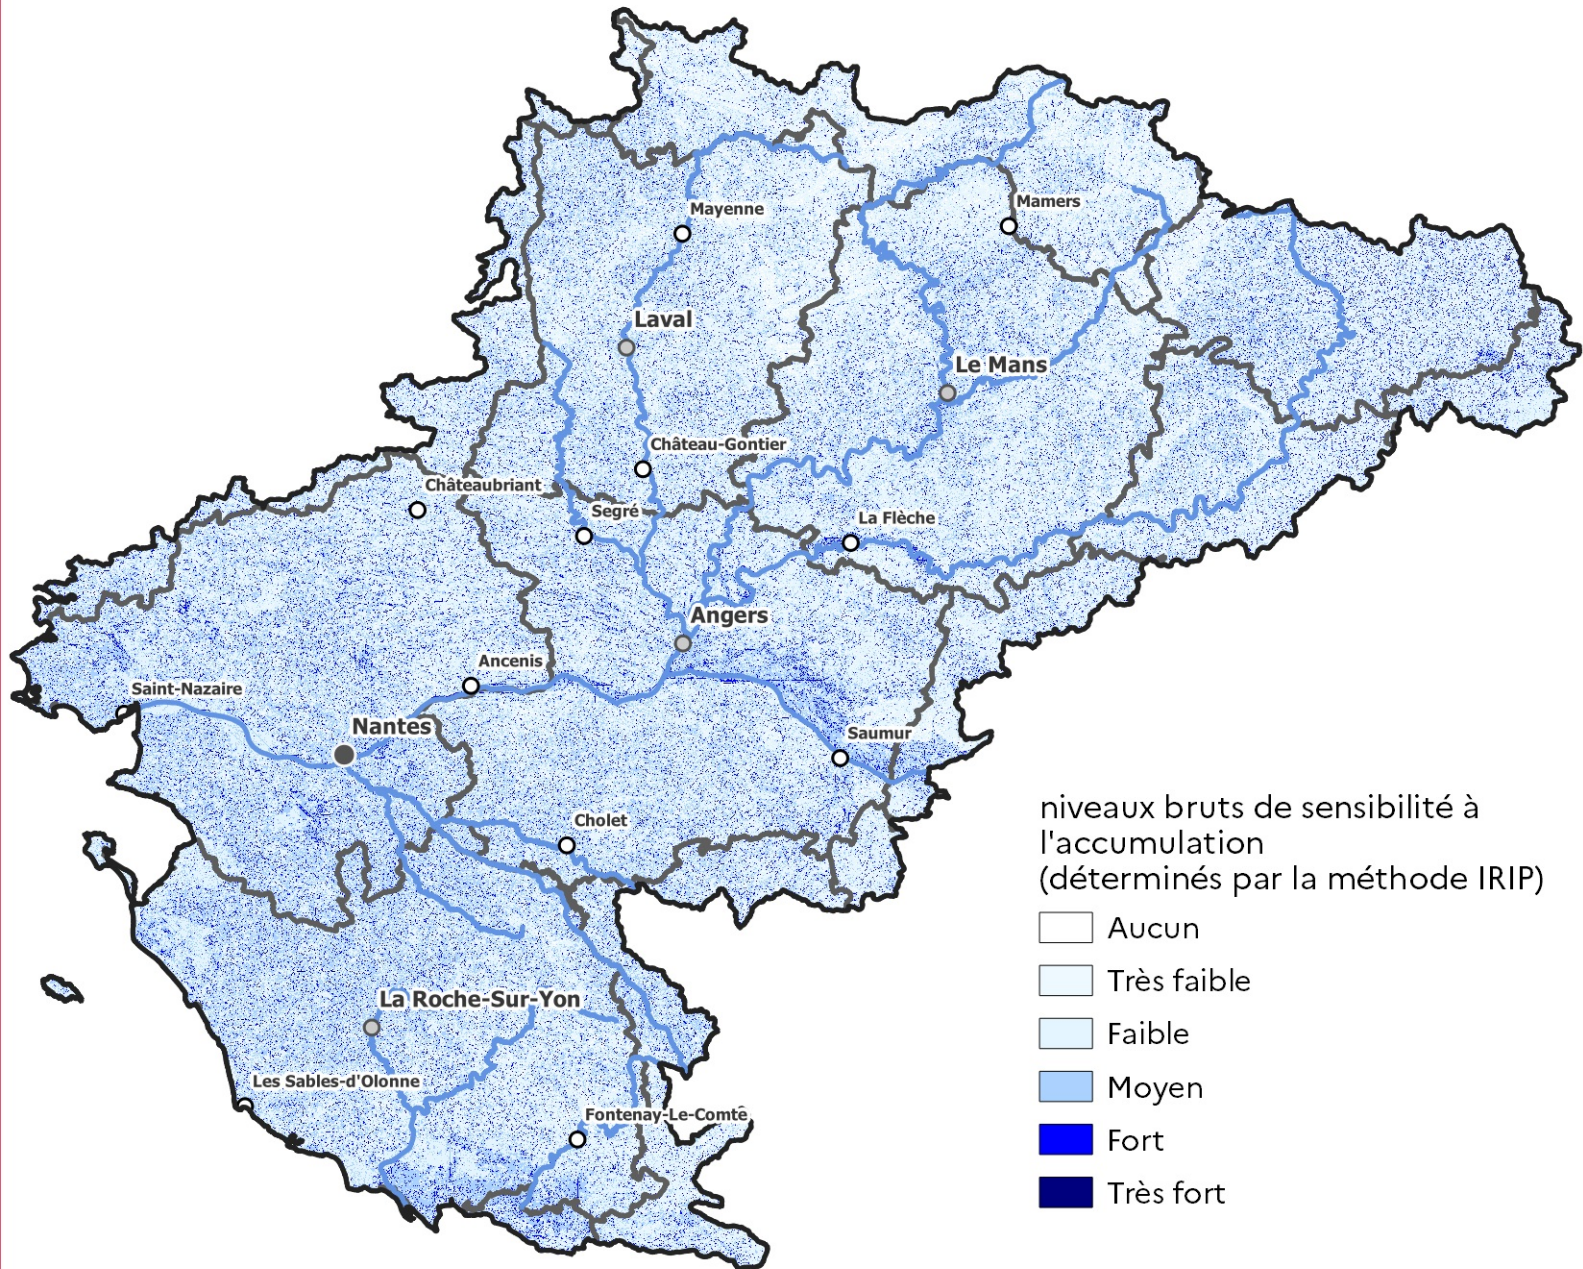 Mayenne
Mamers
Laval
Le Mans
Château-Gontier
Châteaubriant
Segré
La Flèche
Angers
Ancenis
Saint-Nazaire
Nantes
Saumur
Cholet
La Roche-Sur-Yon
Les Sables-d'Olonne
Fontenay-Le-Comte
niveaux bruts de sensibilité à
l'accumulation
(déterminés par la méthode IRIP)
Aucun
Très faible
Faible
Moyen
Fort
Très fort